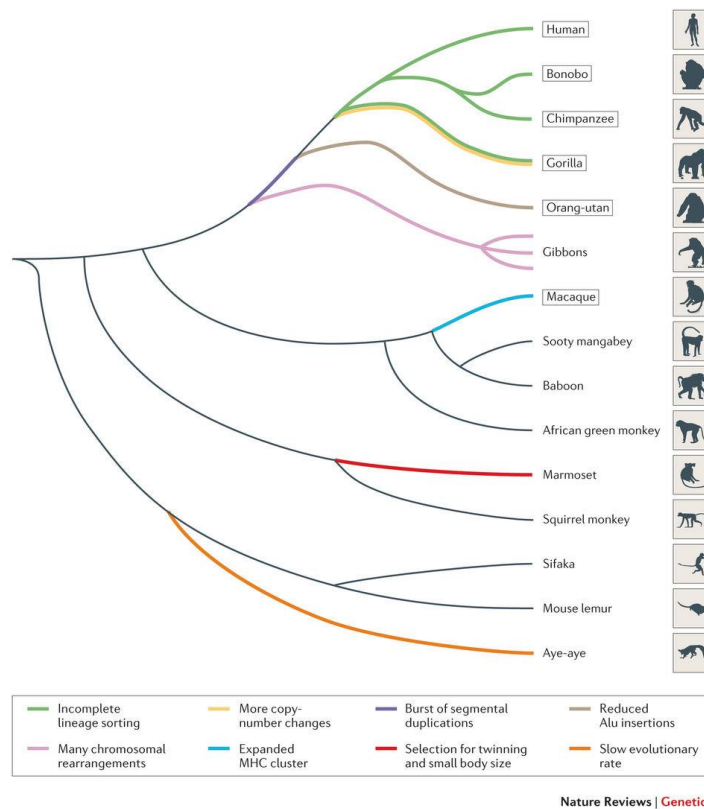 Human
Bonobo
Chimpanzee
Gorilla
Orang-utan
Gibbons
Macaque
Sooty mangabey
Baboon
African green monkey
Marmoset
Squirrel monkey
Sifaka
Mouse lemur
Aye-aye
Incomplete
lineage sorting
More copy-
number changes
Burst of segmental
duplications
Reduced
Alu insertions
Many chromosomal
rearrangements
Expanded
MHC cluster
Selection for twinning
and small body size
Slow evolutionary
rate
Nature Reviews | Genetic